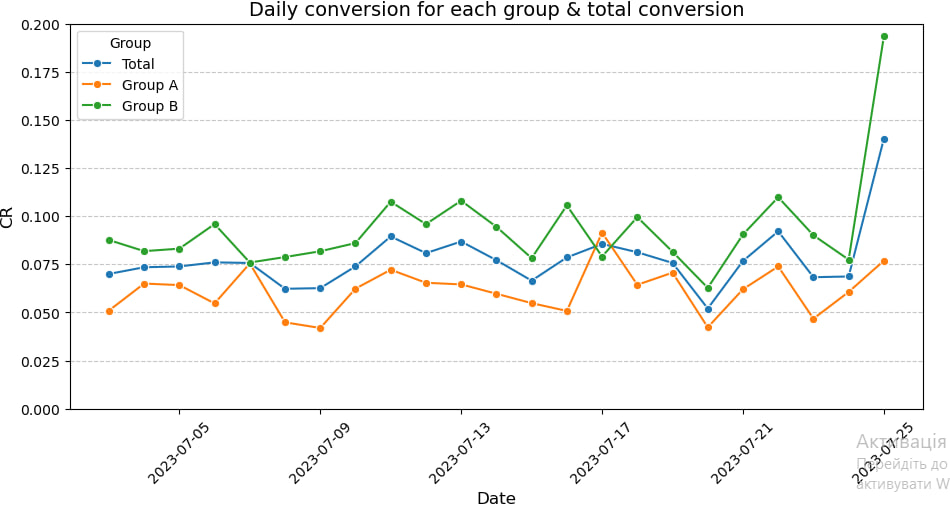 Daily conversion for each group & total conversion
0.200
0.175
0.150
0.125
0.100
0.075
0.050
0.025
0.000
CR
Group
Total
Group A
Group B
2023-07-05
2023-07-09
2023-07-13
2023-07-17
2023-07-21
2023-07-25
Date
Активація
Перейдіть до
активувати W